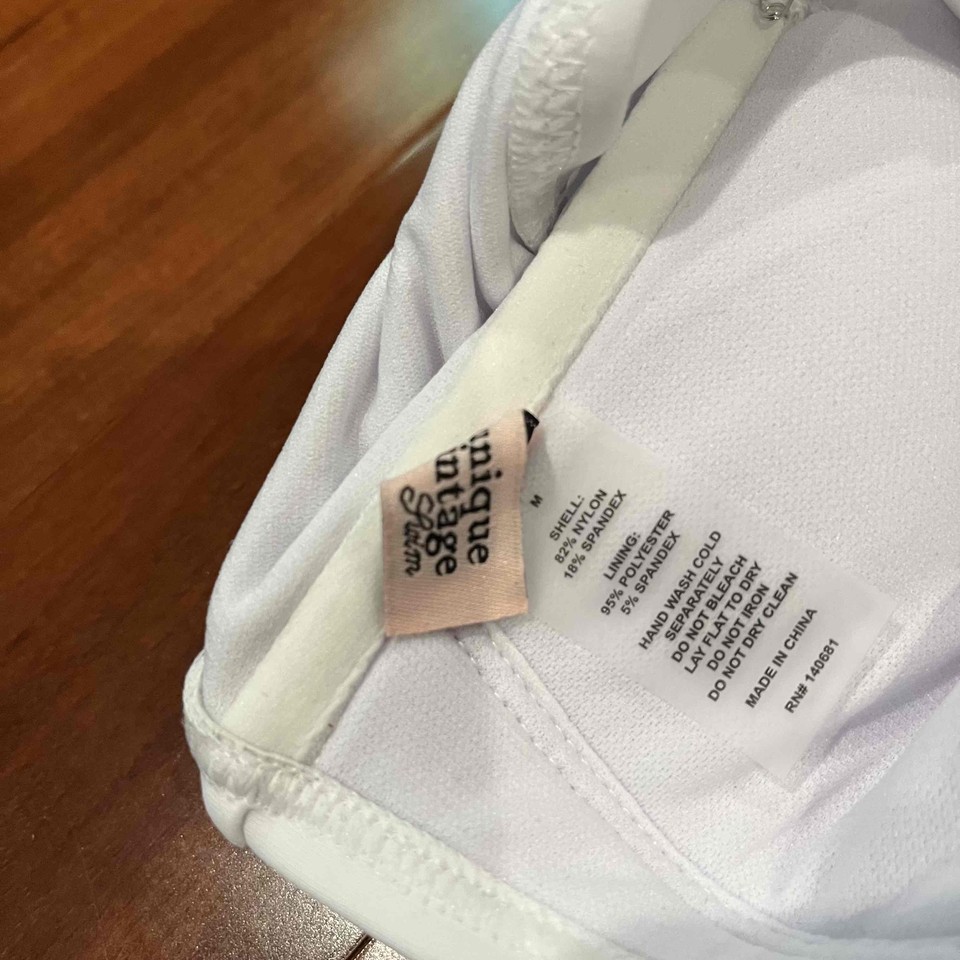 unique
intage
Swim
M
SHELL:
82% NYLON
18% SPANDEX
LINING:
95% POLYESTER
5% SPANDEX
HAND WASH COLD
SEPARATELY
DO NOT BLEACH
LAY FLAT TO DRY
DO NOT IRON
DO NOT DRY CLEAN
MADE IN CHINA
RN# 140681